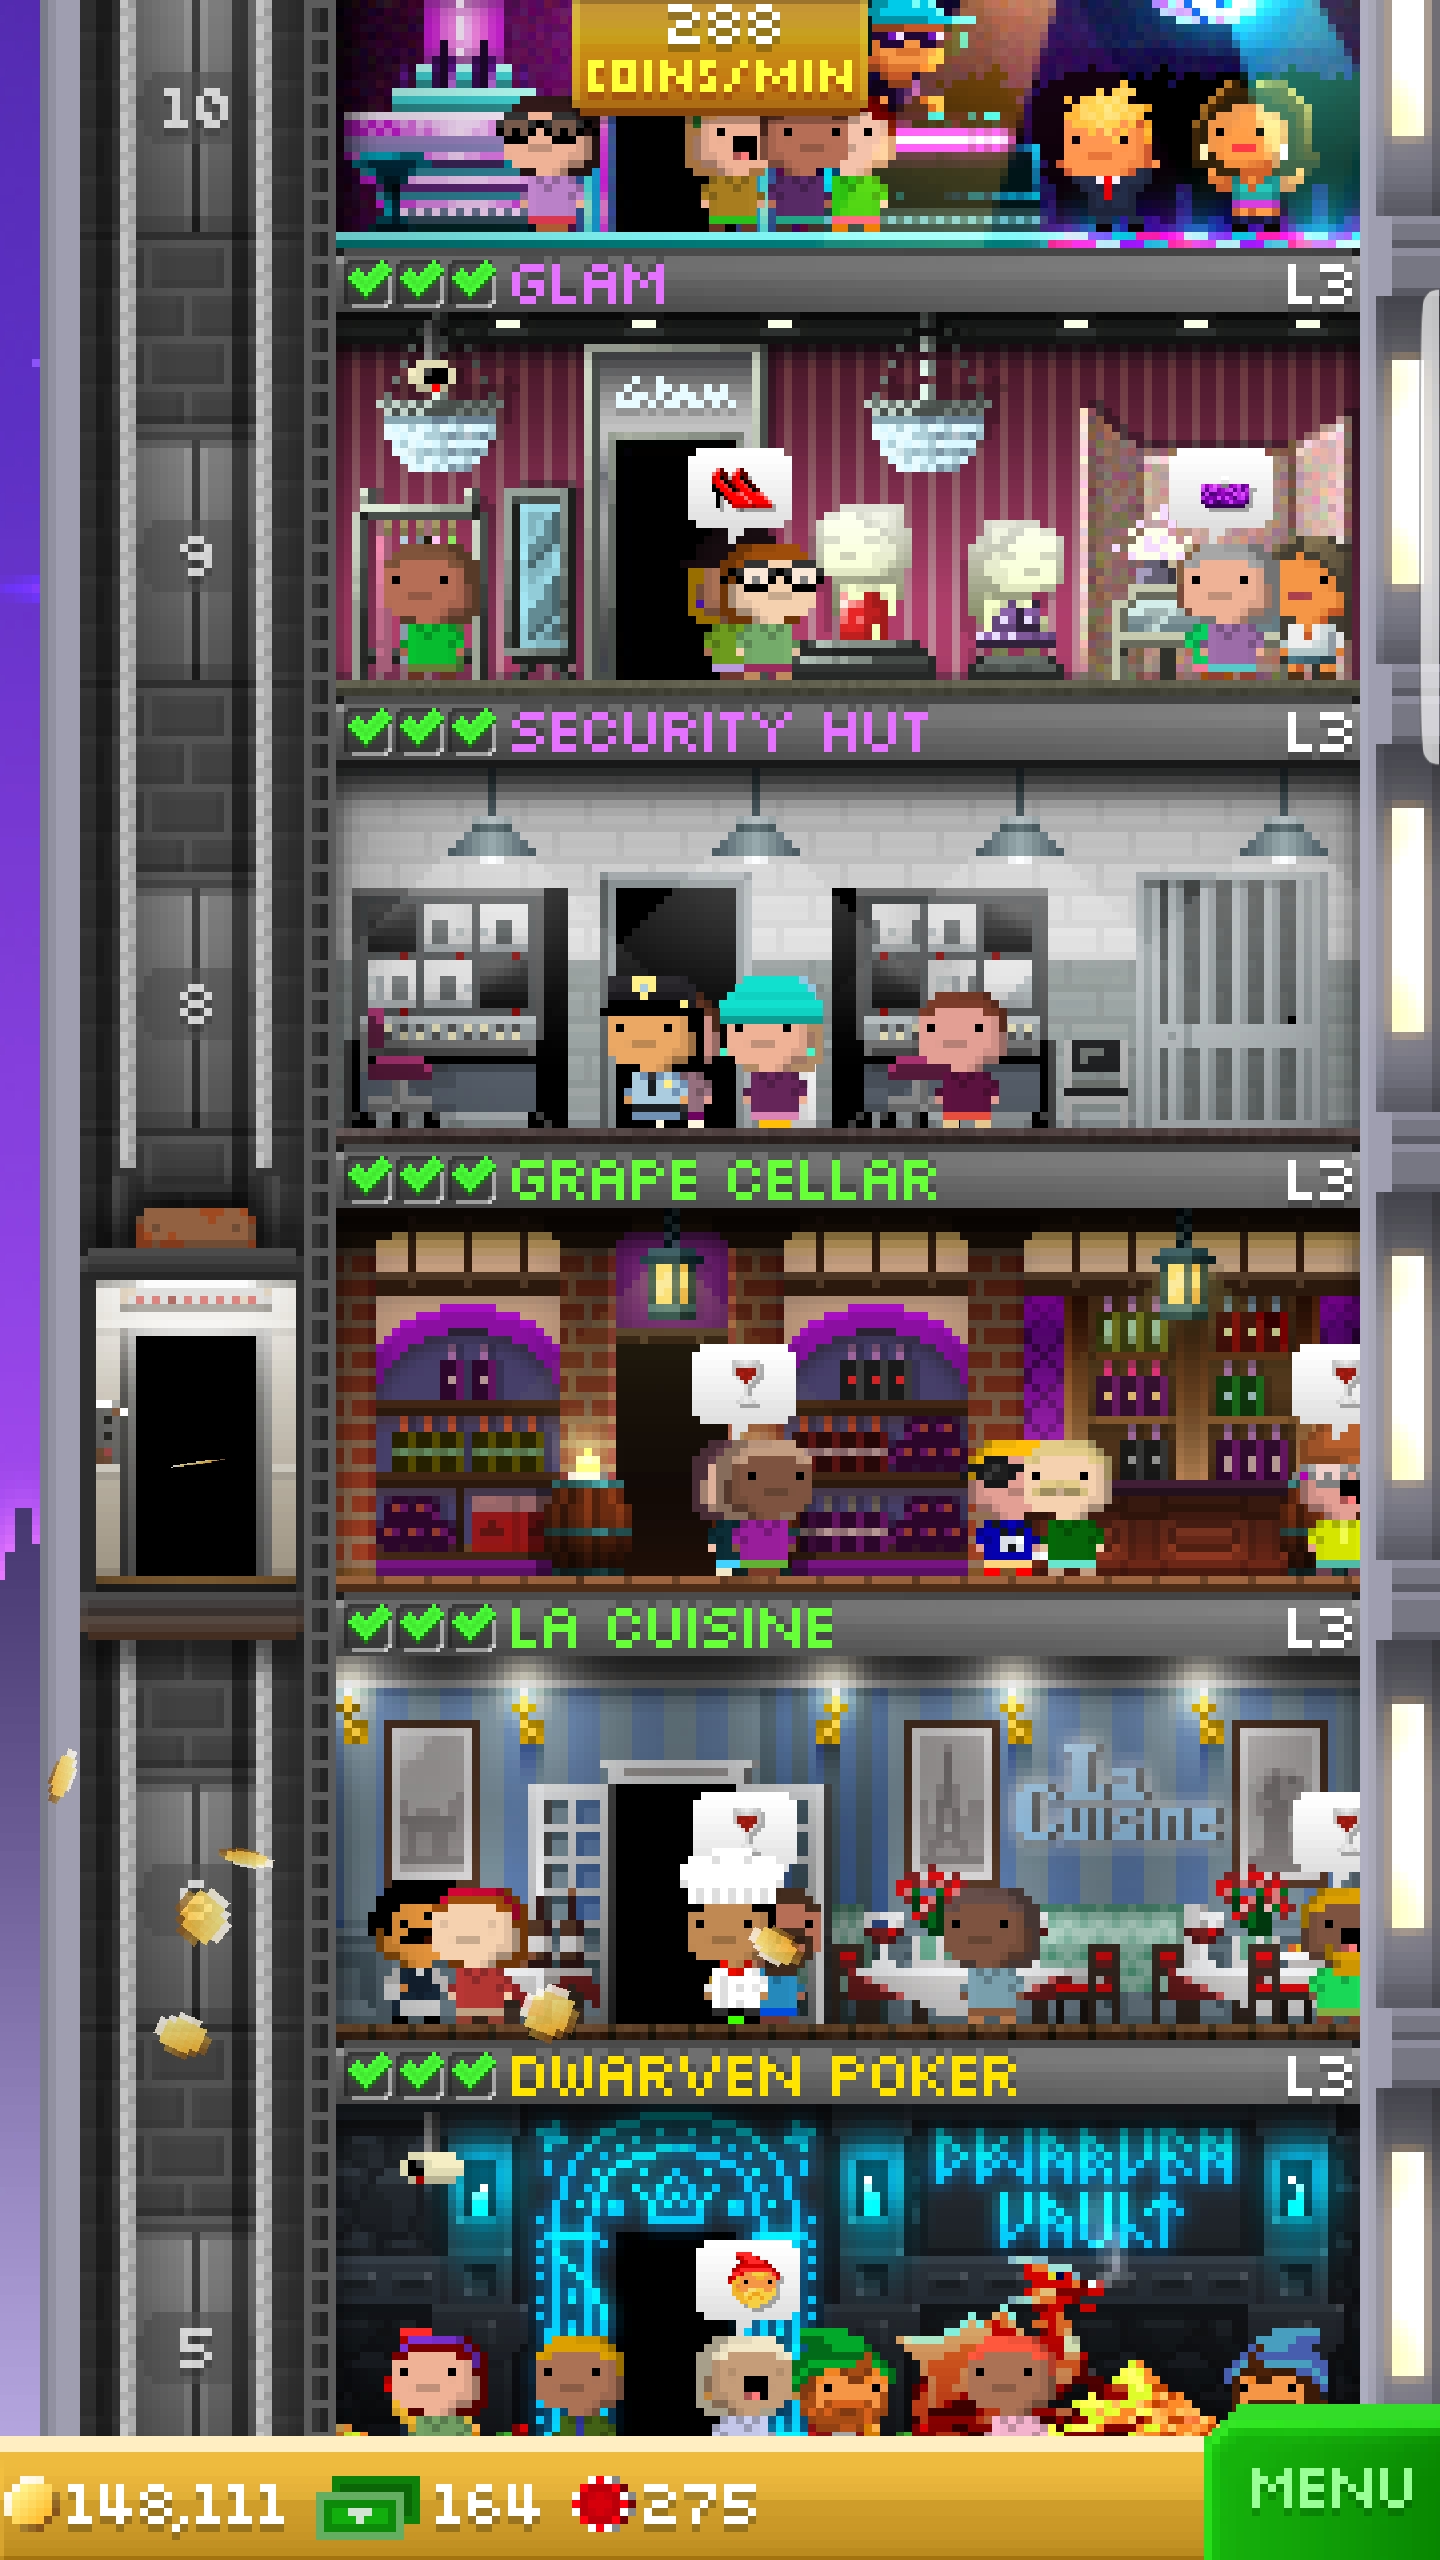 288
COINS/MIN
10
GLAM L3
Glam
9
SECURITY HUT L3
8
GRAPE CELLAR L3
LA CUISINE L3
La
Cuisine
DWARVEN POKER L3
DWARVEN
VAULT
5
148,111 164 275
MENU